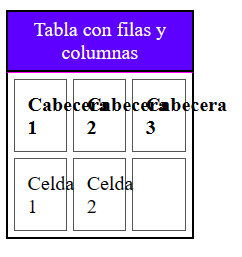 Tabla con filas y
columnas
Cabecera Cabecera Cabecera
1 2 3
Celda Celda
1 2